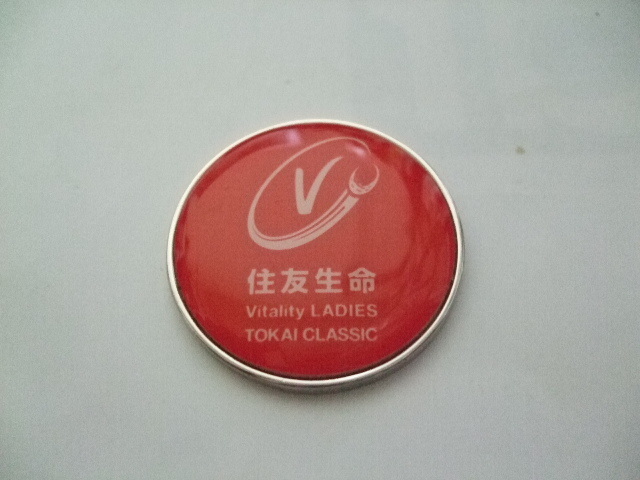 V
住友生命
Vitality LADIES
TOKAI CLASSIC